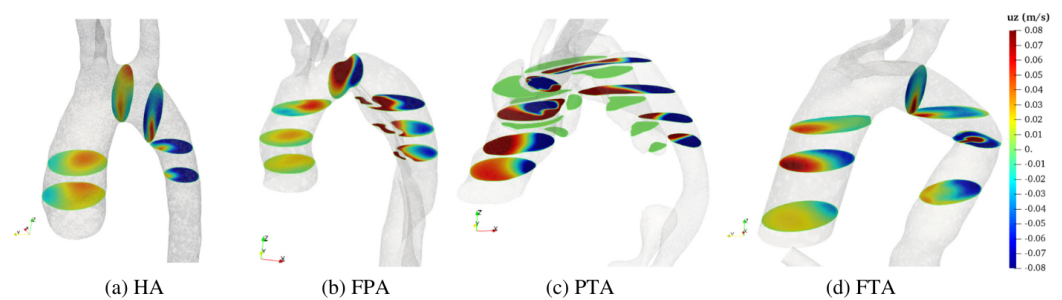 uz (m/s)
0.08
0.07
0.06
0.05
0.04
0.03
0.02
0.01
0.
-0.01
-0.02
-0.03
-0.04
-0.05
-0.06
-0.07
-0.08
Z
X
Z
Y
X
Z
Y
X
(a) HA
(b) FPA
(c) PTA
(d) FTA